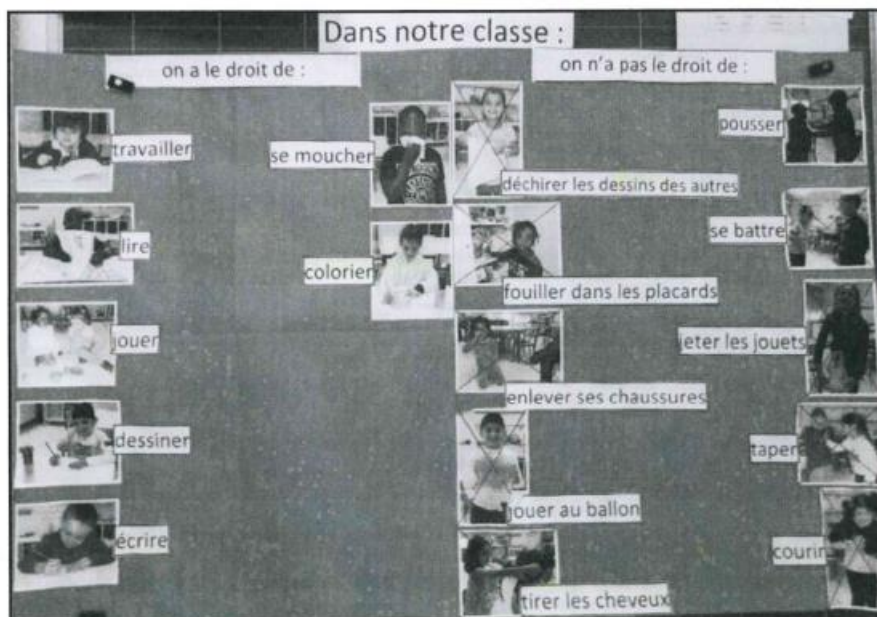 Dans notre classe :
on a le droit de :
travailler
lire
jouer
dessiner
écrire
se moucher
colorier
on n'a pas le droit de :
déchirer les dessins des autres
fouiller dans les placards
enlever ses chaussures
jouer au ballon
tirer les cheveux
pousser
se battre
jeter les jouets
taper
courir